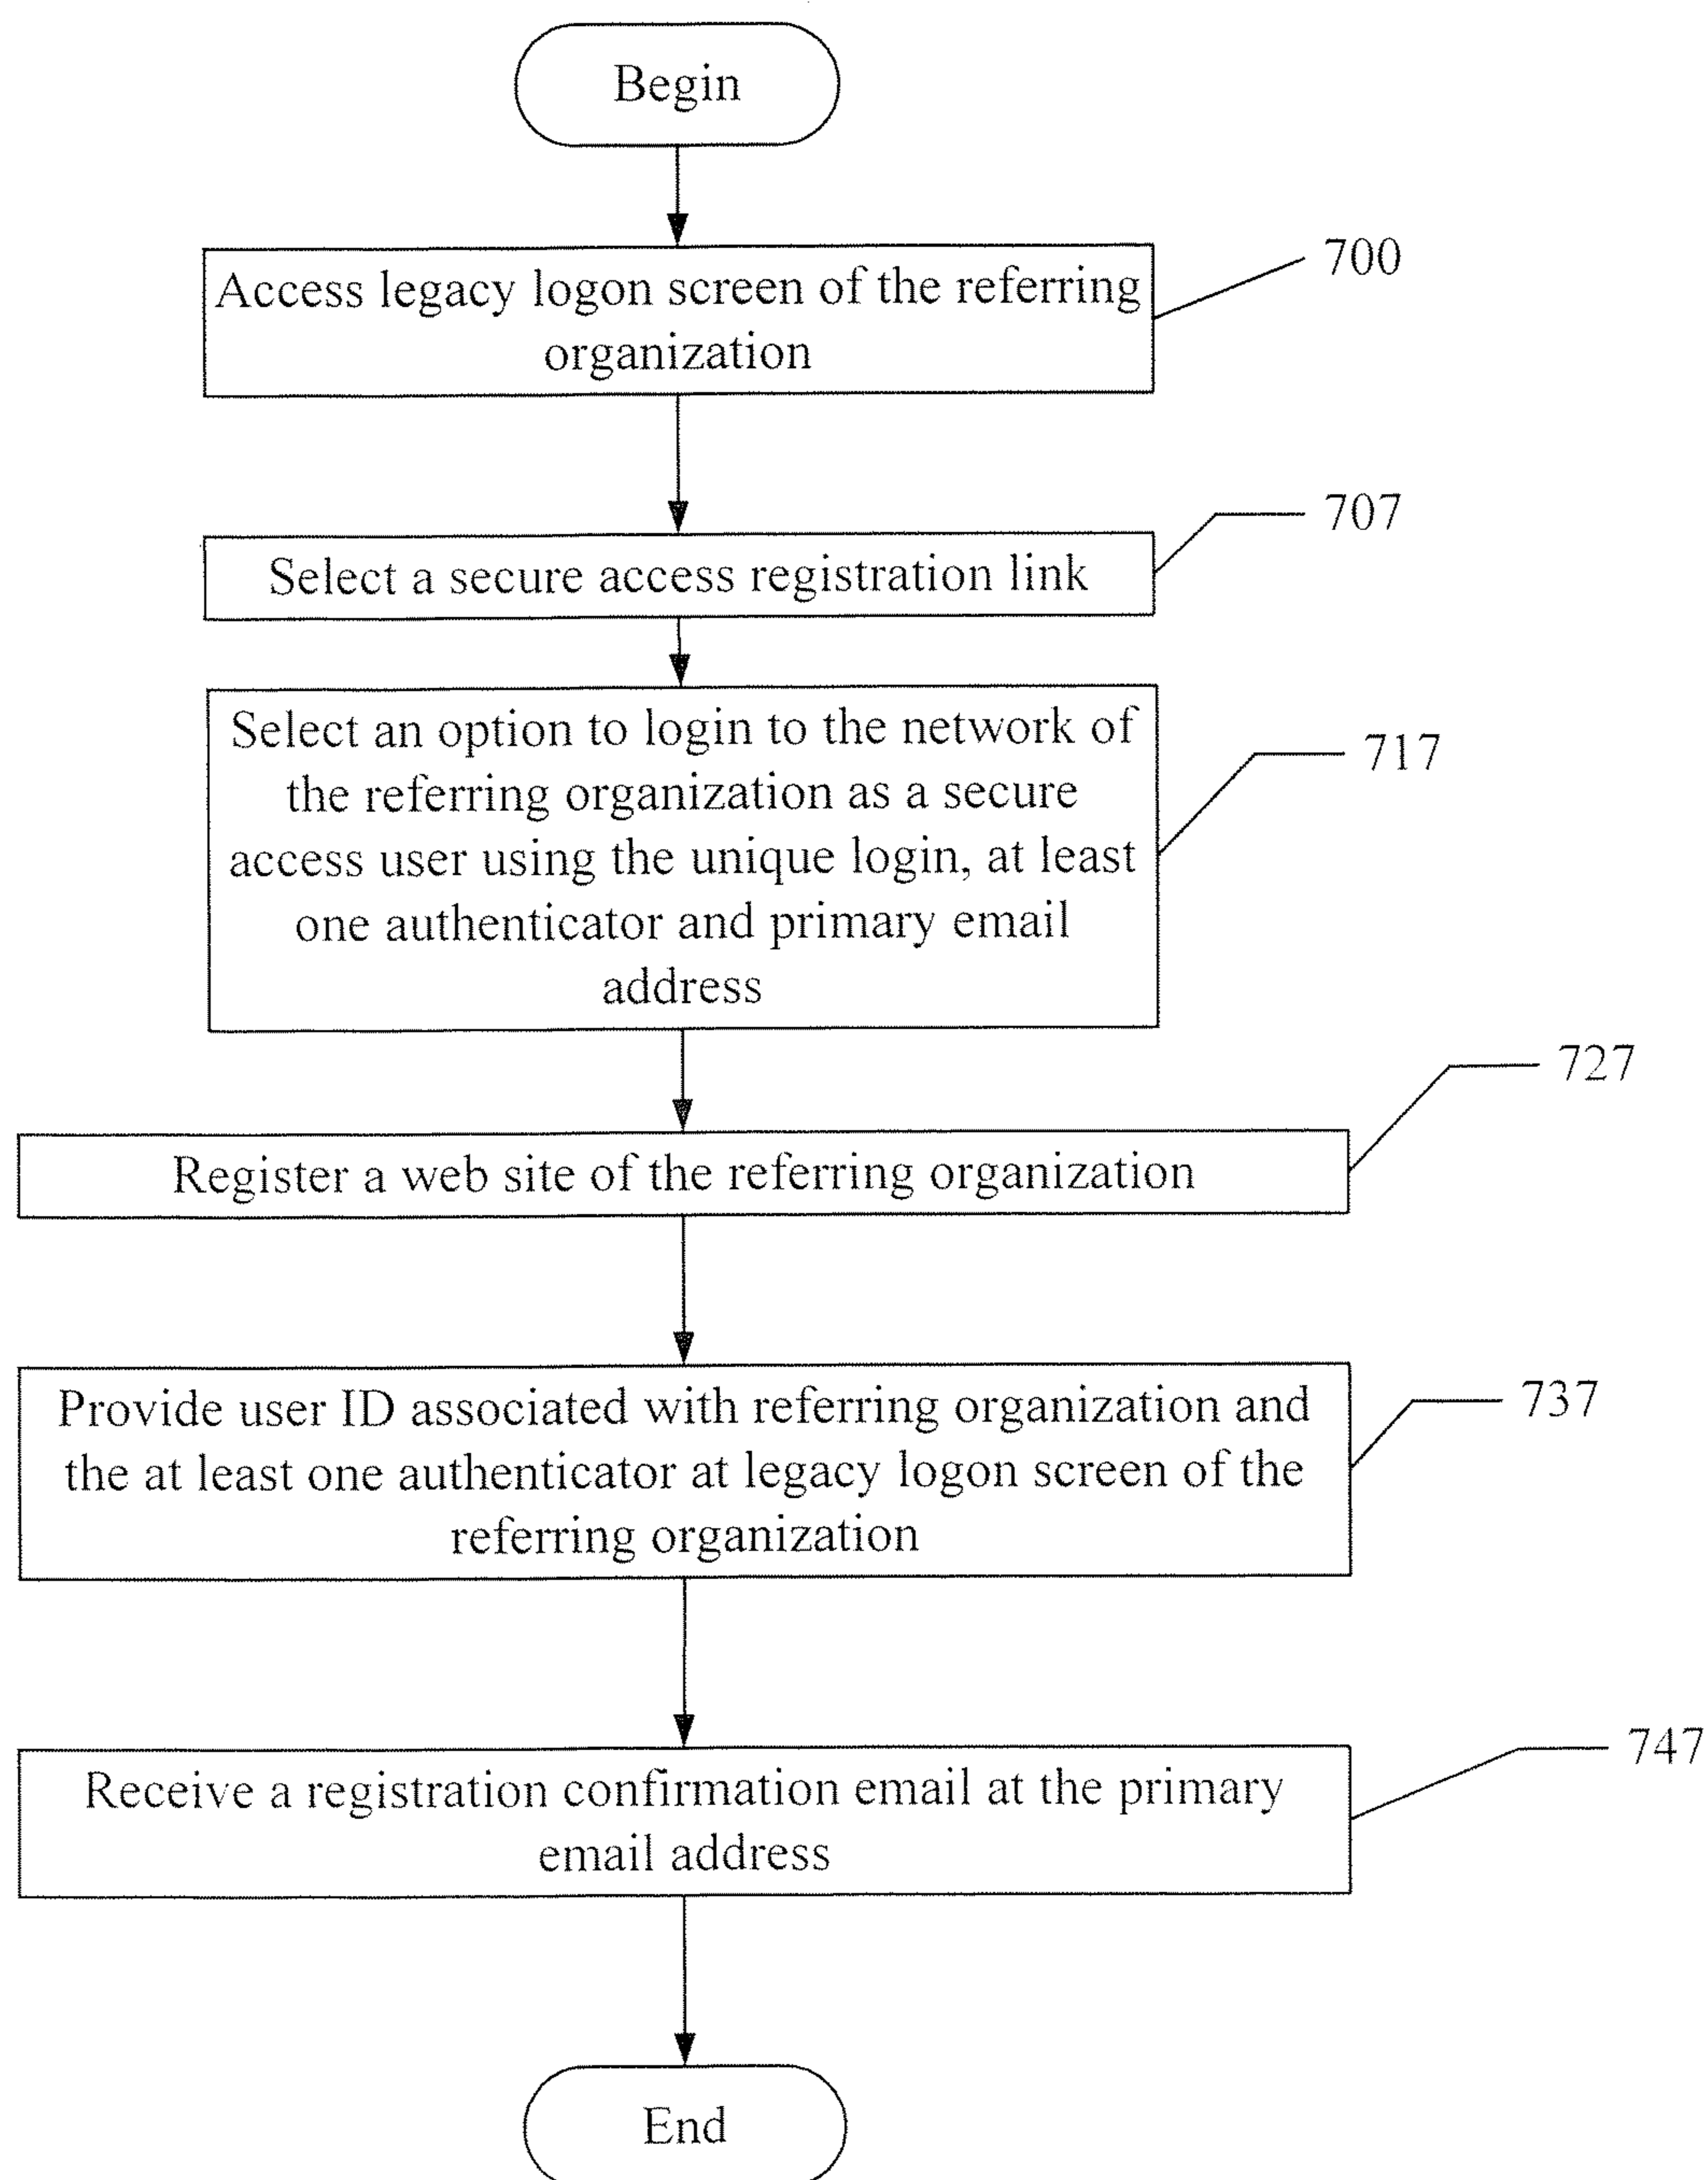 Begin
Access legacy logon screen of the referring
organization
700
Select a secure access registration link
707
Select an option to login to the network of
the referring organization as a secure
access user using the unique login, at least
one authenticator and primary email
address
717
Register a web site of the referring organization
727
Provide user ID associated with referring organization and
the at least one authenticator at legacy logon screen of the
referring organization
737
Receive a registration confirmation email at the primary
email address
747
End